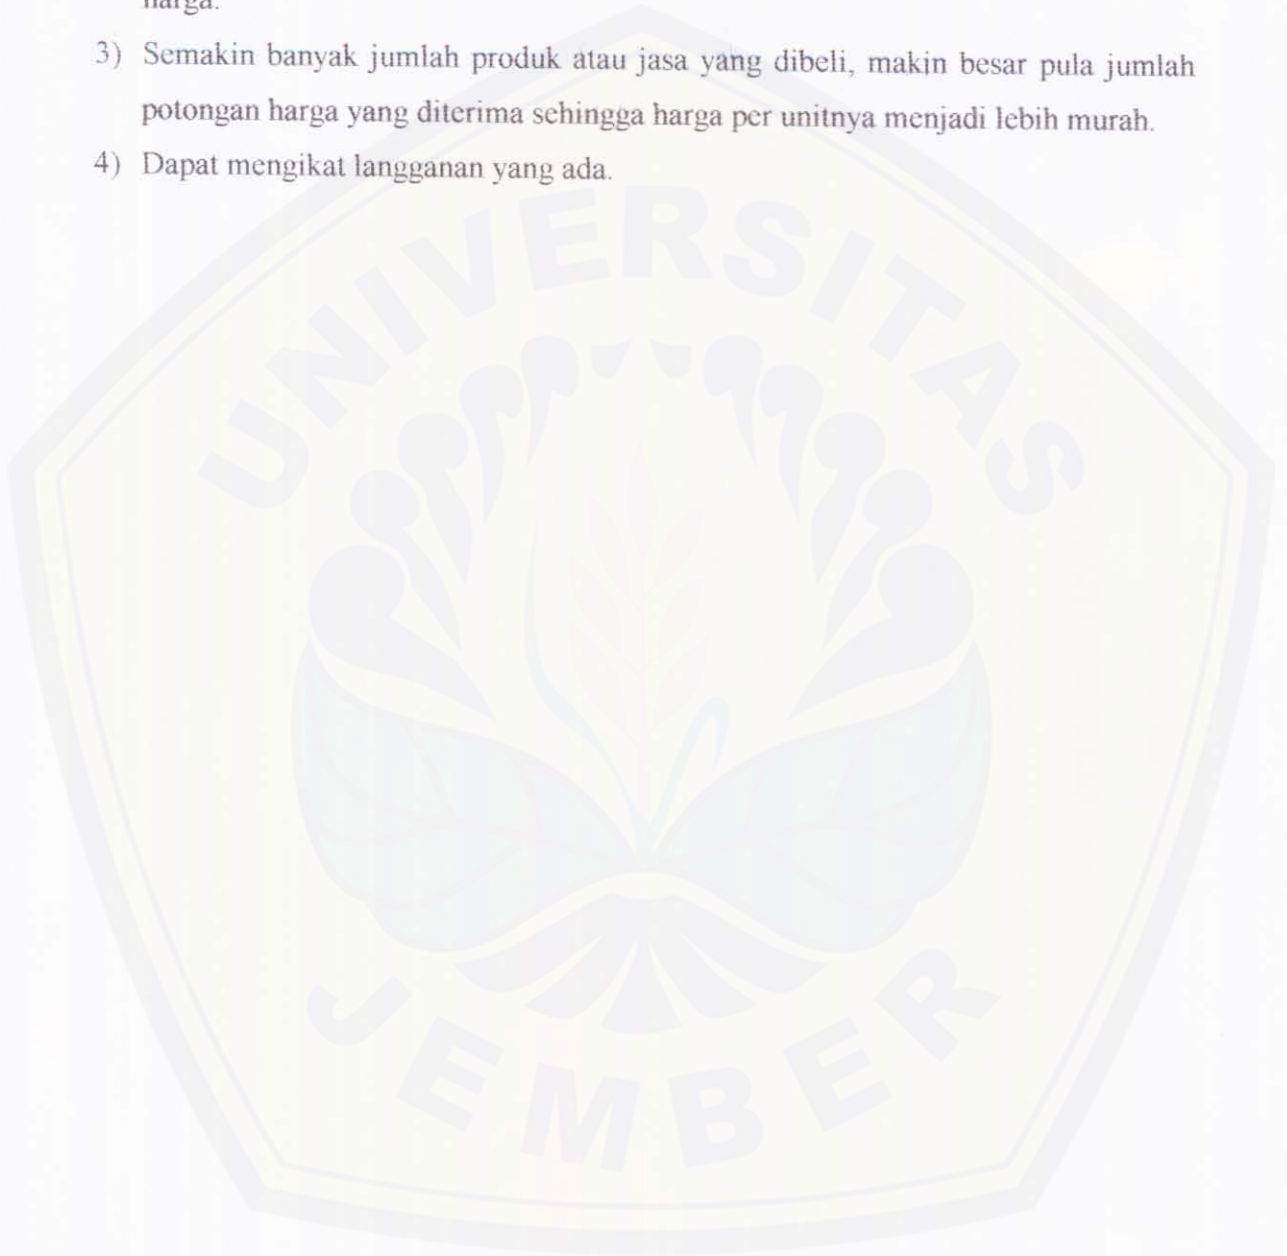 harga.
3) Semakin banyak jumlah produk atau jasa yang dibeli, makin besar pula jumlah
potongan harga yang diterima sehingga harga per unitnya menjadi lebih murah.
4) Dapat mengikat langganan yang ada.
UNIVERSITAS
JEMBER